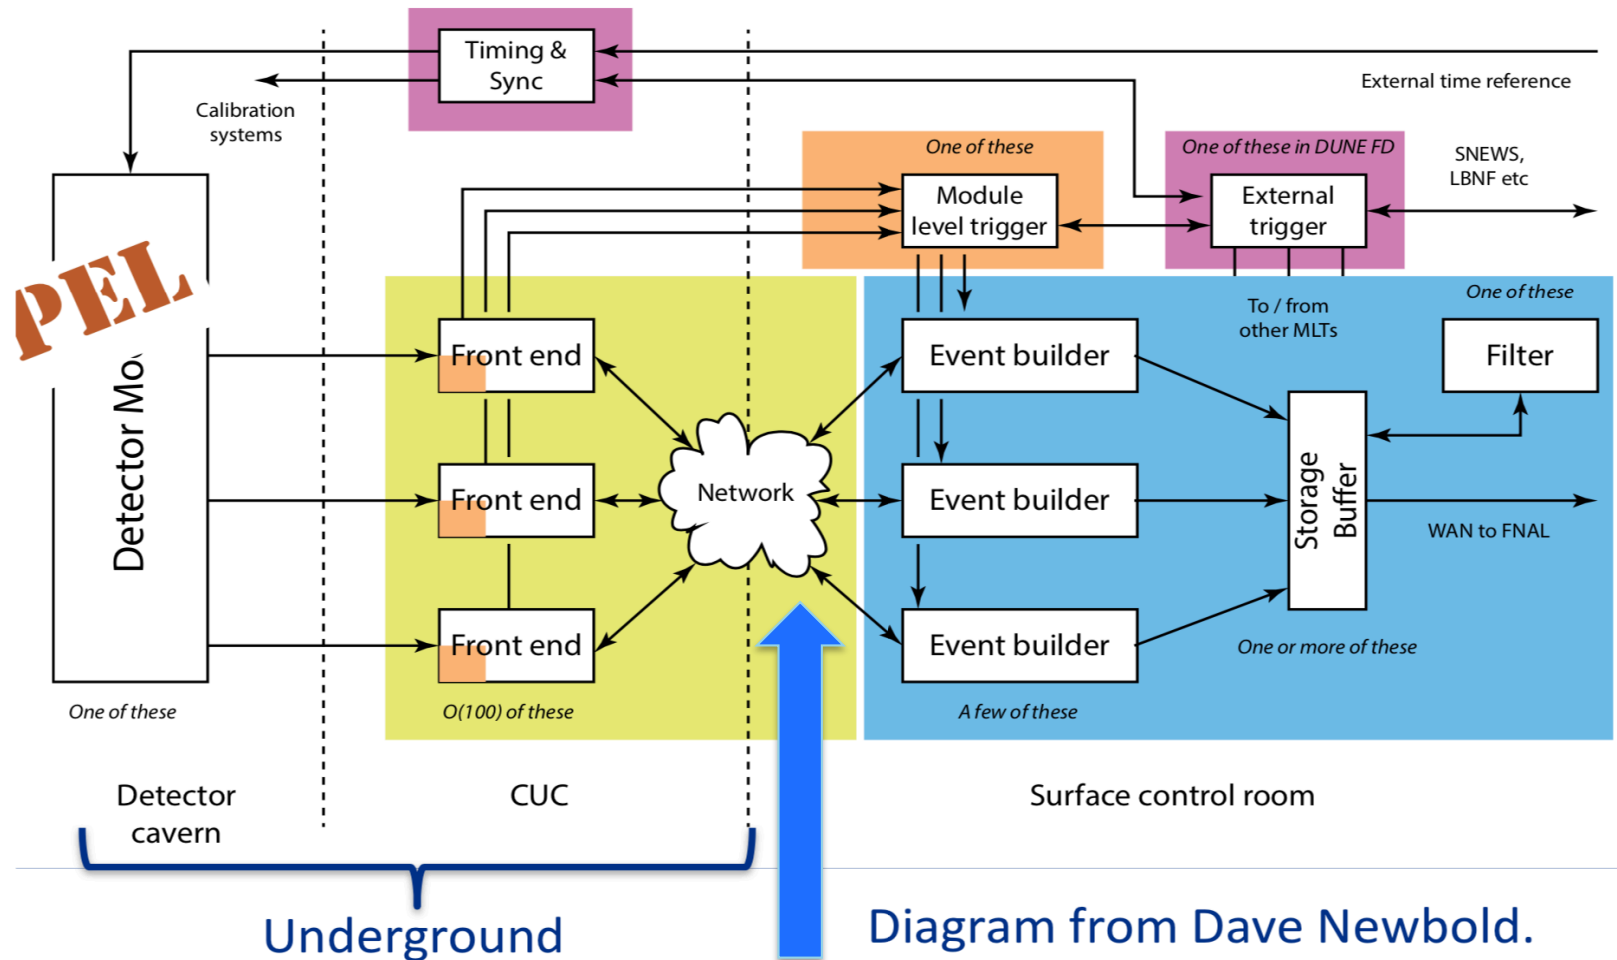 Timing &
Sync
External time reference
Calibration
systems
One of these
One of these in DUNE FD
SNEWS,
LBNF etc
Module
level trigger
External
trigger
PEL
Detector Mo
To / from
other MLTs
One of these
Front end
Event builder
Filter
Front end
Network
Event builder
Storage
Buffer
WAN to FNAL
Front end
Event builder
One or more of these
One of these
O(100) of these
A few of these
Detector
cavern
CUC
Surface control room
Underground
Diagram from Dave Newbold.